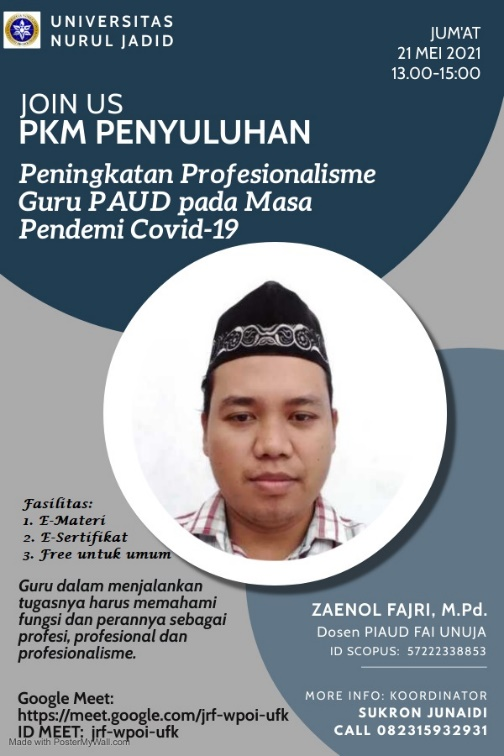 UNIVERSITAS
NURUL JADID
JUM'AT
21 MEI 2021
13.00-15:00
JOIN US
PKM PENYULUHAN
Peningkatan Profesionalisme
Guru PAUD pada Masa
Pendemi Covid-19
Fasilitas:
1. E-Materi
2. E-Sertifikat
3. Free untuk umum
Guru dalam menjalankan
tugasnya harus memahami
fungsi dan perannya sebagai
profesi, profesional dan
profesionalisme.
ZAENOL FAJRI, M.Pd.
Dosen PIAUD FAI UNUJA
ID SCOPUS: 57222338853
MORE INFO: KOORDINATOR
SUKRON JUNAIDI
CALL 082315932931
Google Meet:
https://meet.google.com/jrf-wpoi-ufk
ID MEET: jrf-wpoi-ufk
Made with PosterMyWall.com